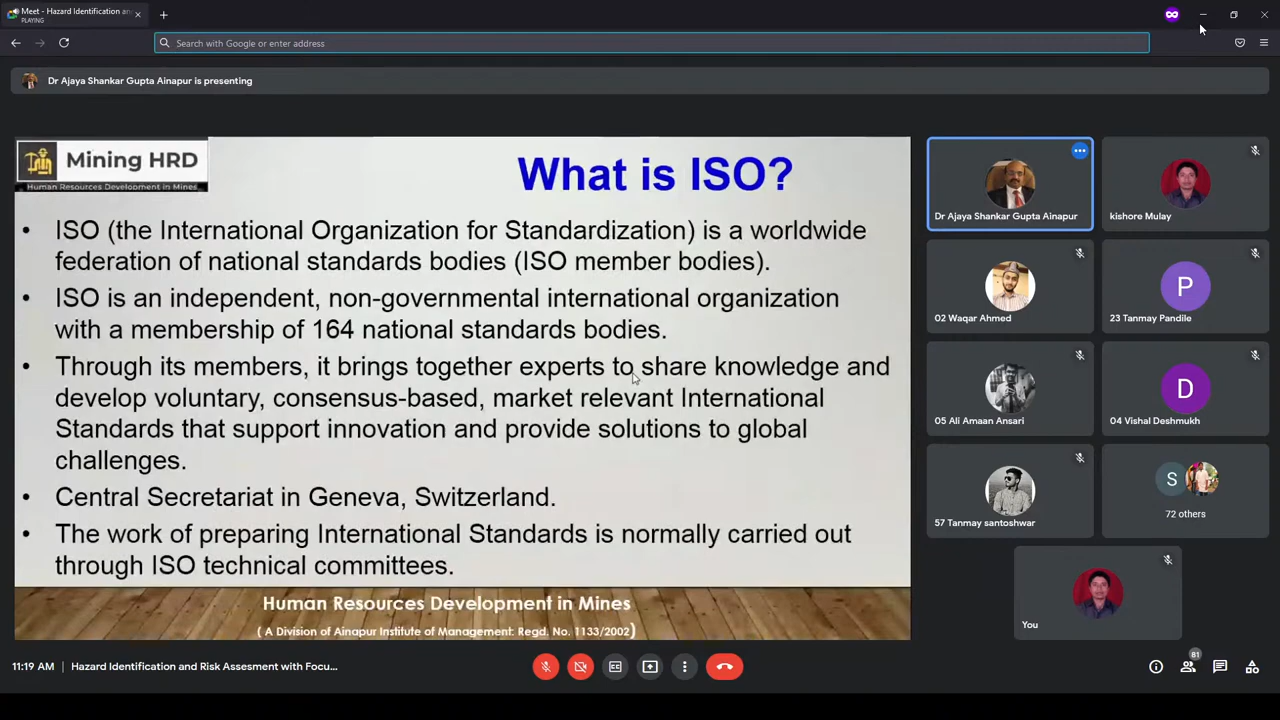 Meet - Hazard Identification an
PLAYING
Search with Google or enter address
Dr Ajaya Shankar Gupta Ainapur is presenting
Mining HRD
Human Resources Development in Mines
What is ISO?
• ISO (the International Organization for Standardization) is a worldwide
federation of national standards bodies (ISO member bodies).
• ISO is an independent, non-governmental international organization
with a membership of 164 national standards bodies.
• Through its members, it brings together experts to share knowledge and
develop voluntary, consensus-based, market relevant International
Standards that support innovation and provide solutions to global
challenges.
• Central Secretariat in Geneva, Switzerland.
• The work of preparing International Standards is normally carried out
through ISO technical committees.
Human Resources Development in Mines
( A Division of Ainapur Institute of Management: Regd. No. 1133/2002)
Dr Ajaya Shankar Gupta Ainapur
kishore Mulay
02 Waqar Ahmed
P
23 Tanmay Pandile
05 Ali Amaan Ansari
D
04 Vishal Deshmukh
57 Tanmay santoshwar
S
72 others
You
11:19 AM | Hazard Identification and Risk Assesment with Focu...
81